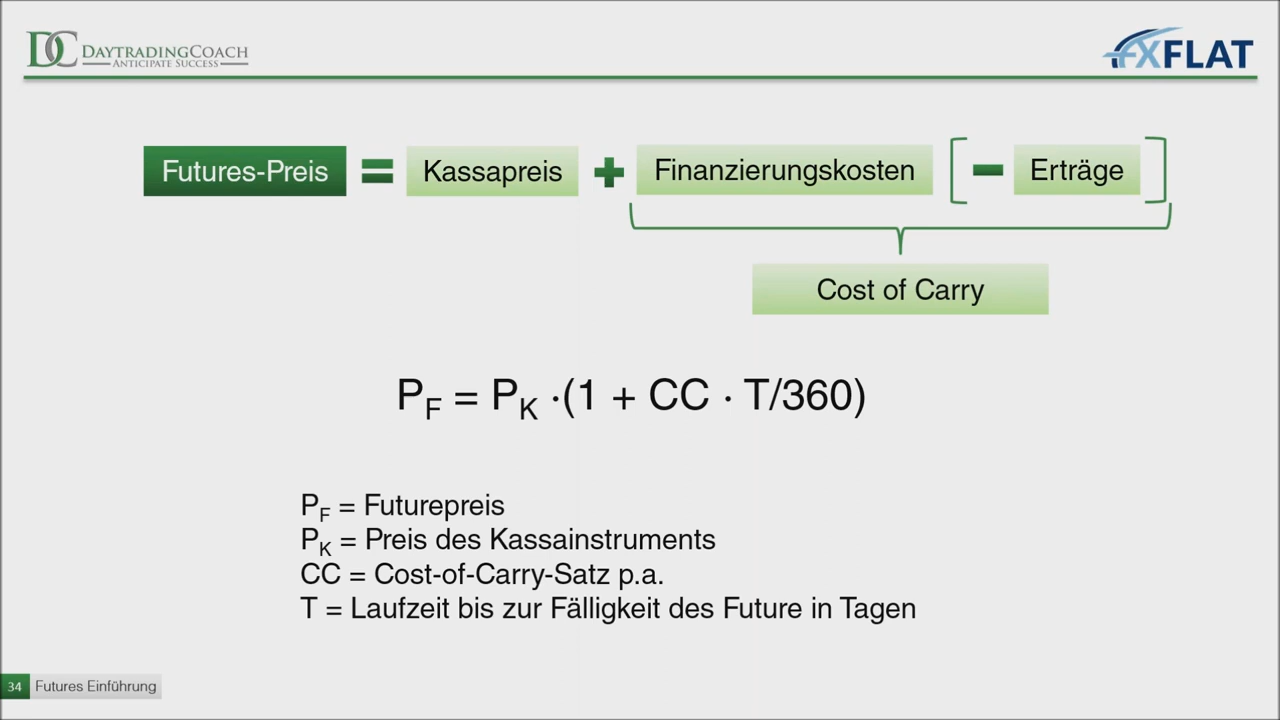 DC DAYTRADINGCOACH
ANTICIPATE SUCCESS
FXFLAT
Futures-Preis = Kassapreis + Finanzierungskosten [ − Erträge ]
Cost of Carry
P_F = P_K ·(1 + CC · T/360)
P_F = Futurepreis
P_K = Preis des Kassainstruments
CC = Cost-of-Carry-Satz p.a.
T = Laufzeit bis zur Fälligkeit des Future in Tagen
34 Futures Einführung